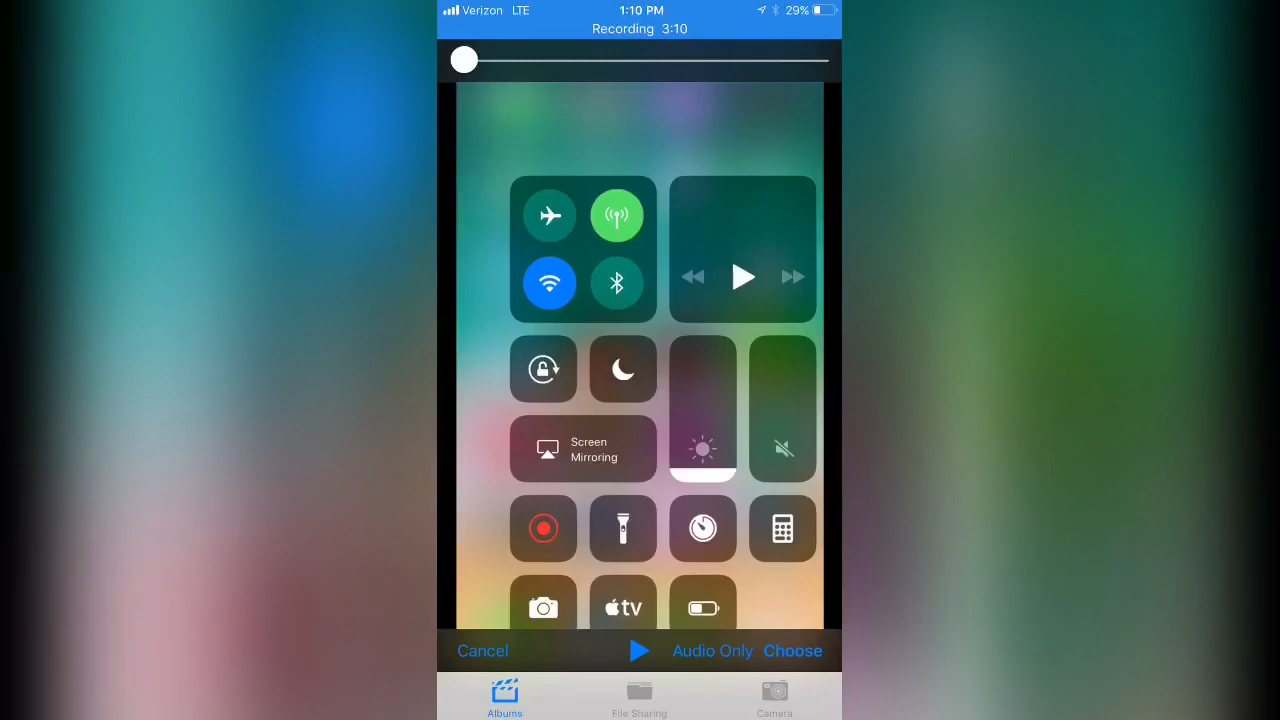 Verizon LTE 1:10 PM 29%
Recording 3:10
Screen
Mirroring
tv
Cancel Audio Only Choose
Albums File Sharing Camera